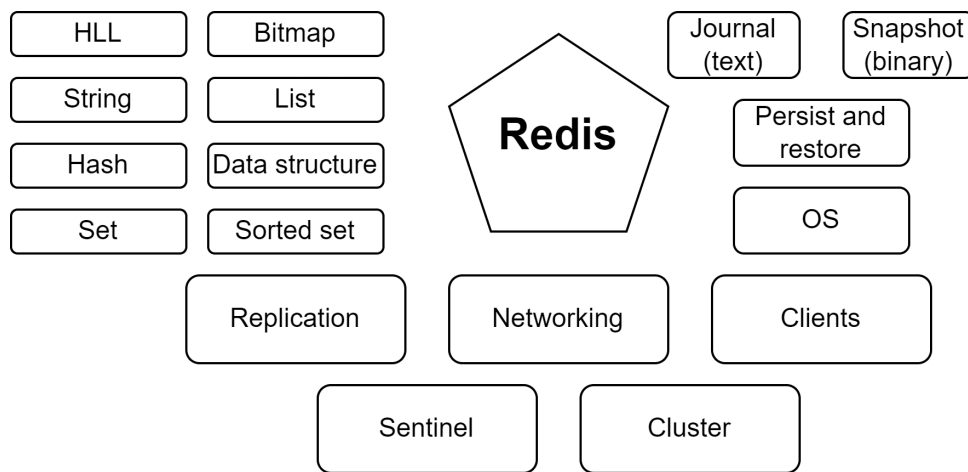 HLL
Bitmap
String
List
Hash
Data structure
Set
Sorted set
Redis
Journal
(text)
Snapshot
(binary)
Persist and
restore
OS
Replication
Networking
Clients
Sentinel
Cluster